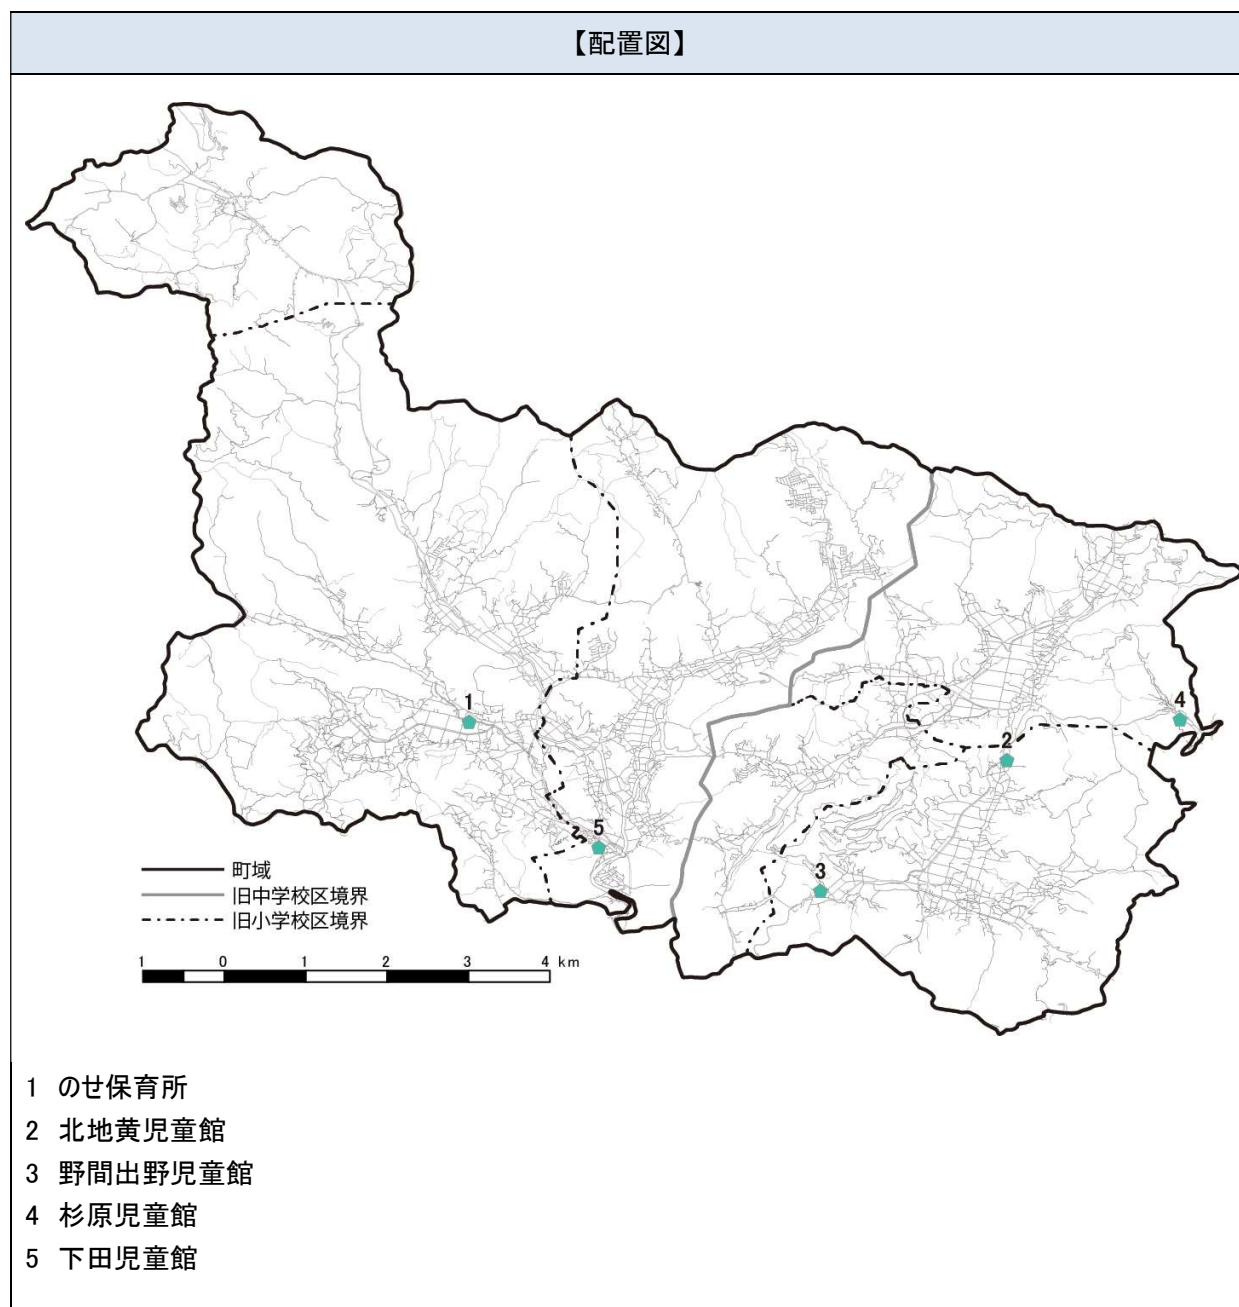 【配置図】
1
4
2
5
3
町域
旧中学校区境界
旧小学校区境界
1 0 1 2 3 4 km
1 のせ保育所
2 北地黄児童館
3 野間出野児童館
4 杉原児童館
5 下田児童館